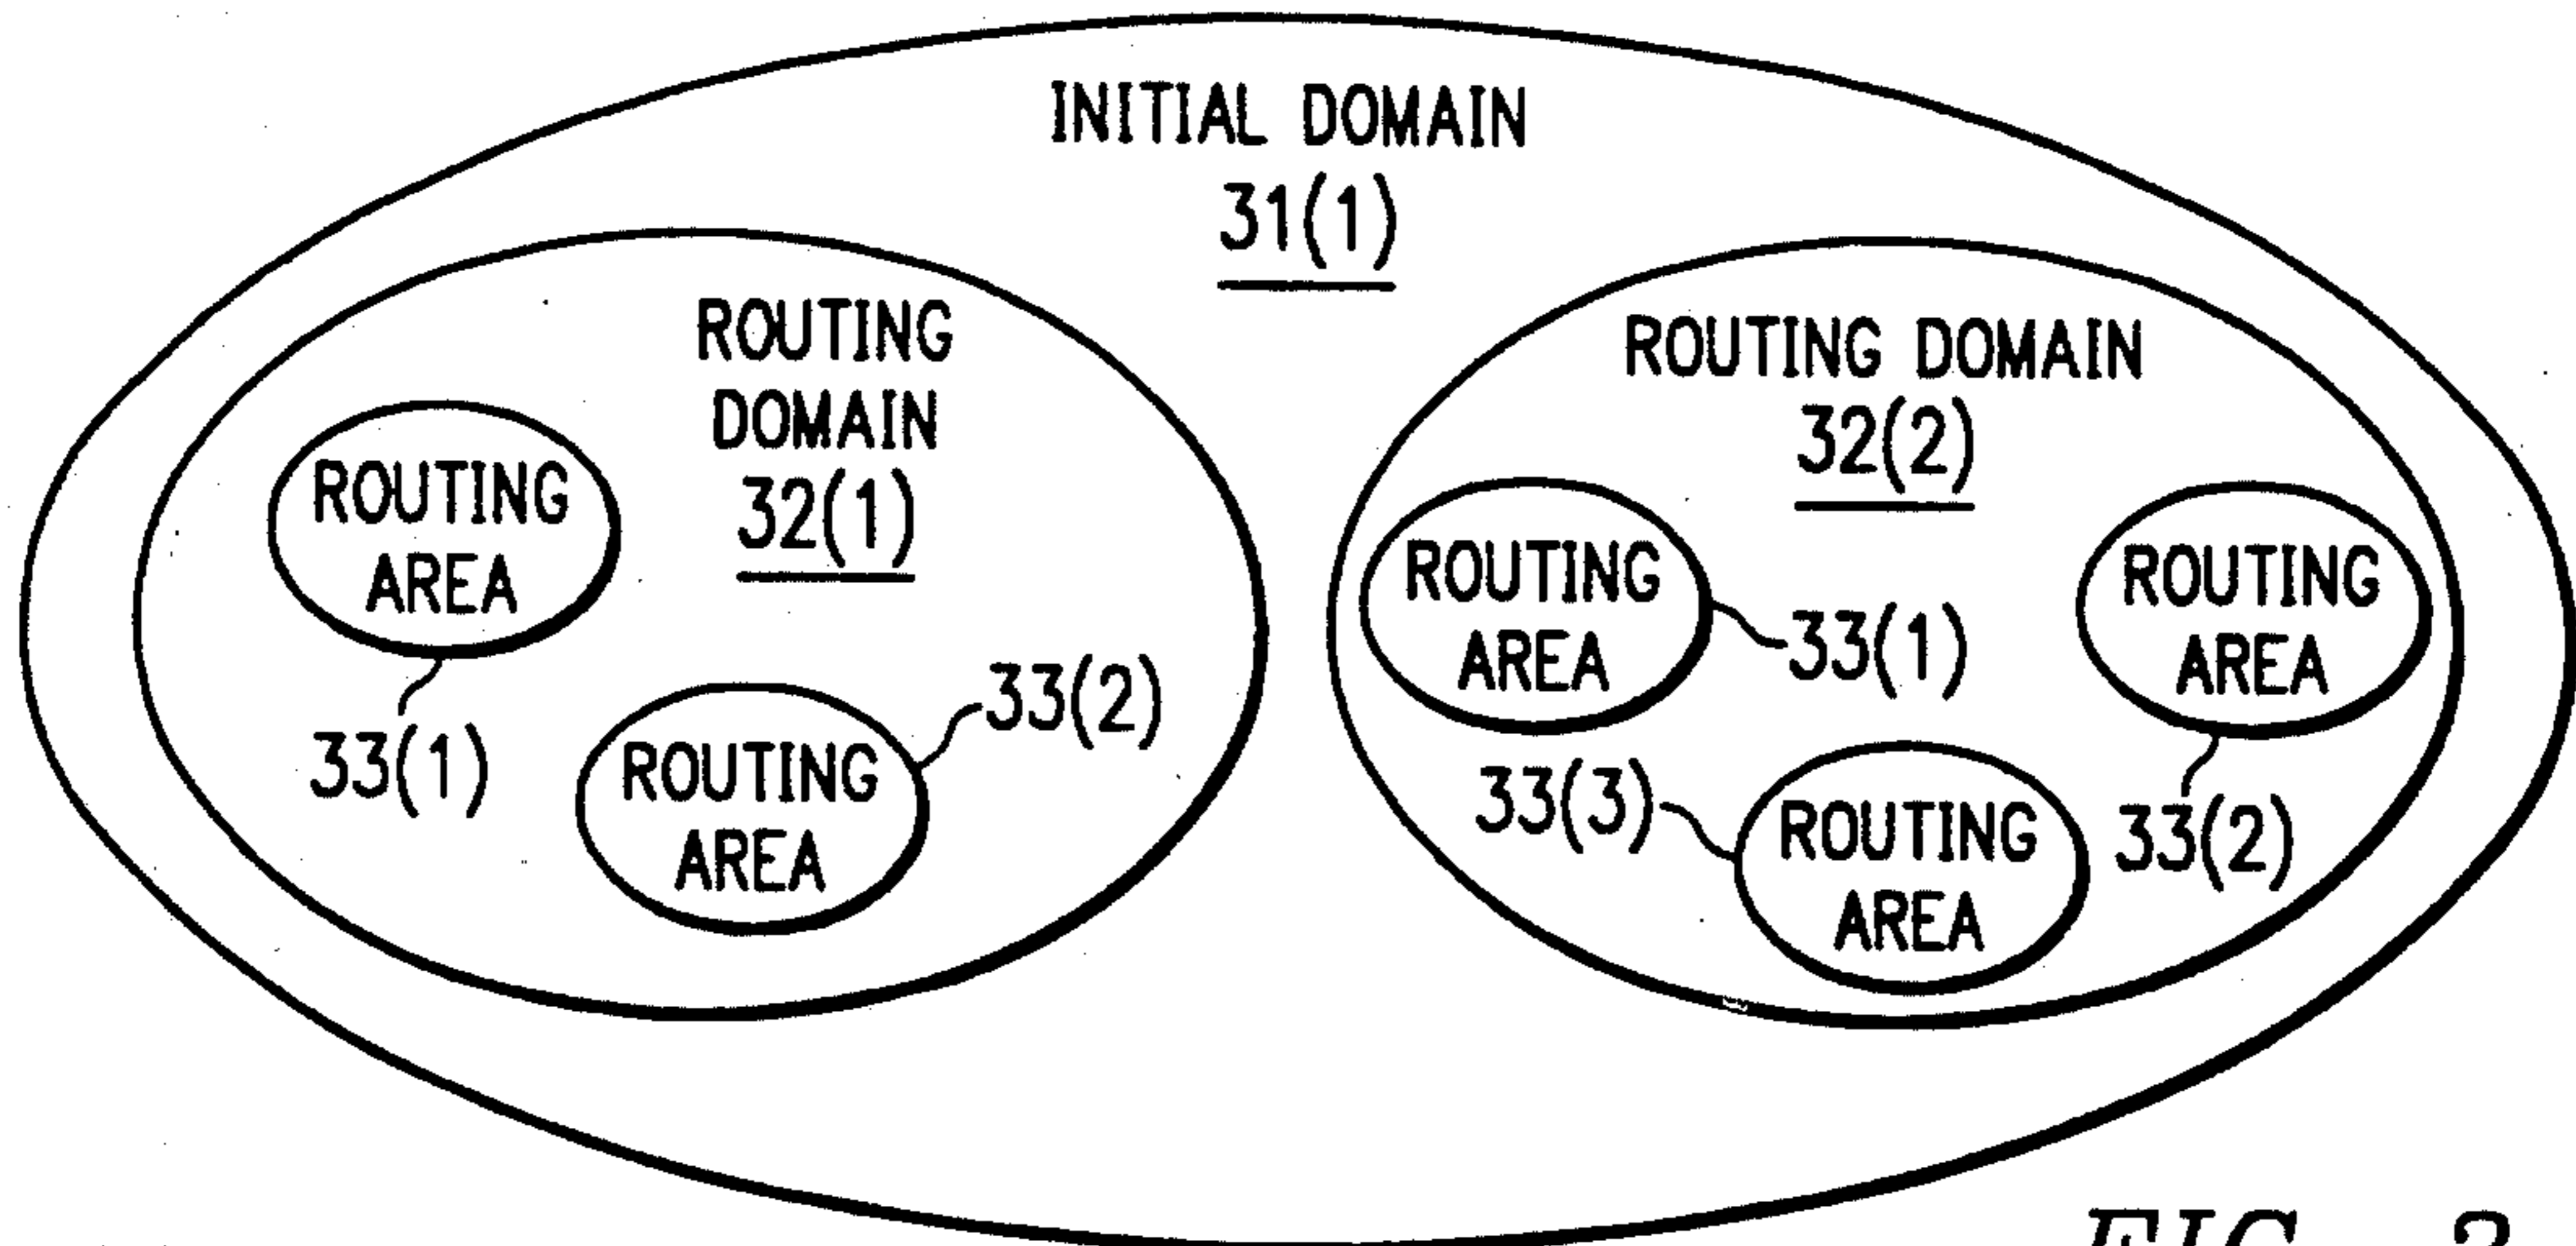 INITIAL DOMAIN
31(1)
ROUTING
DOMAIN
32(1)
ROUTING
AREA
33(1)
ROUTING
AREA
33(2)
ROUTING DOMAIN
32(2)
ROUTING
AREA
33(1)
ROUTING
AREA
33(2)
ROUTING
AREA
33(3)